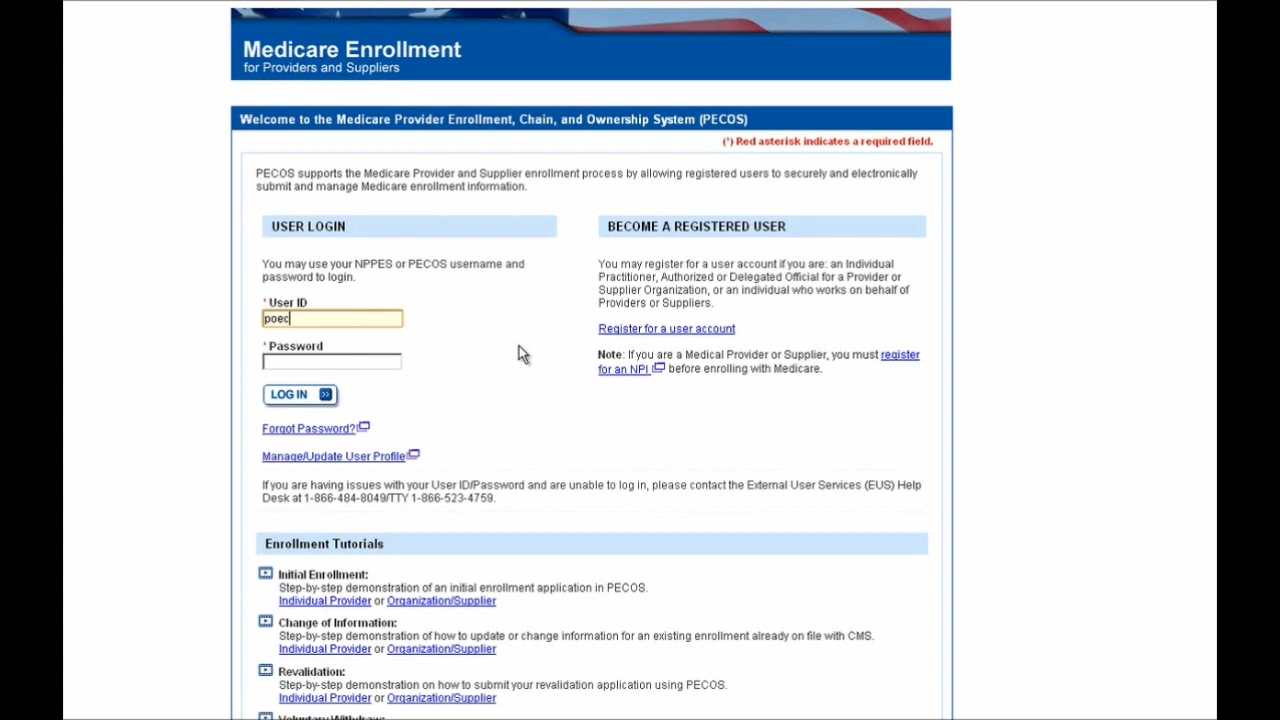 Medicare Enrollment
for Providers and Suppliers
Welcome to the Medicare Provider Enrollment, Chain, and Ownership System (PECOS)
(*) Red asterisk indicates a required field.
PECOS supports the Medicare Provider and Supplier enrollment process by allowing registered users to securely and electronically
submit and manage Medicare enrollment information.
USER LOGIN
You may use your NPPES or PECOS username and
password to login.
* User ID
poec
* Password
LOG IN
Forgot Password?
Manage/Update User Profile
BECOME A REGISTERED USER
You may register for a user account if you are: an Individual
Practitioner, Authorized or Delegated Official for a Provider or
Supplier Organization, or an individual who works on behalf of
Providers or Suppliers.
Register for a user account
Note: If you are a Medical Provider or Supplier, you must register
for an NPI before enrolling with Medicare.
If you are having issues with your User ID/Password and are unable to log in, please contact the External User Services (EUS) Help
Desk at 1-866-484-8049/TTY 1-866-523-4759.
Enrollment Tutorials
Initial Enrollment:
Step-by-step demonstration of an initial enrollment application in PECOS.
Individual Provider or Organization/Supplier
Change of Information:
Step-by-step demonstration of how to update or change information for an existing enrollment already on file with CMS.
Individual Provider or Organization/Supplier
Revalidation:
Step-by-step demonstration on how to submit your revalidation application using PECOS.
Individual Provider or Organization/Supplier